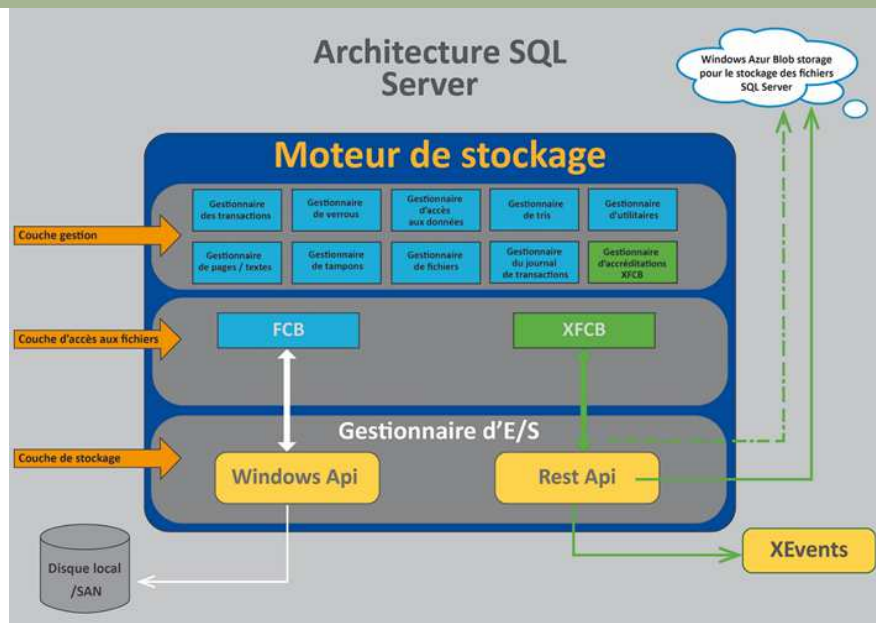 Architecture SQL
Server
Windows Azur Blob storage
pour le stockage des fichiers
SQL Server
Moteur de stockage
Couche gestion
Gestionnaire
des transactions
Gestionnaire
de verrous
Gestionnaire
d'accès
aux données
Gestionnaire
de tris
Gestionnaire
d'utilitaires
Gestionnaire
de pages / textes
Gestionnaire
de tampons
Gestionnaire
de fichiers
Gestionnaire
du journal
de transactions
Gestionnaire
d'accréditations
XFCB
Couche d'accès aux fichiers
FCB
XFCB
Couche de stockage
Gestionnaire d'E/S
Windows Api
Rest Api
Disque local
/SAN
XEvents